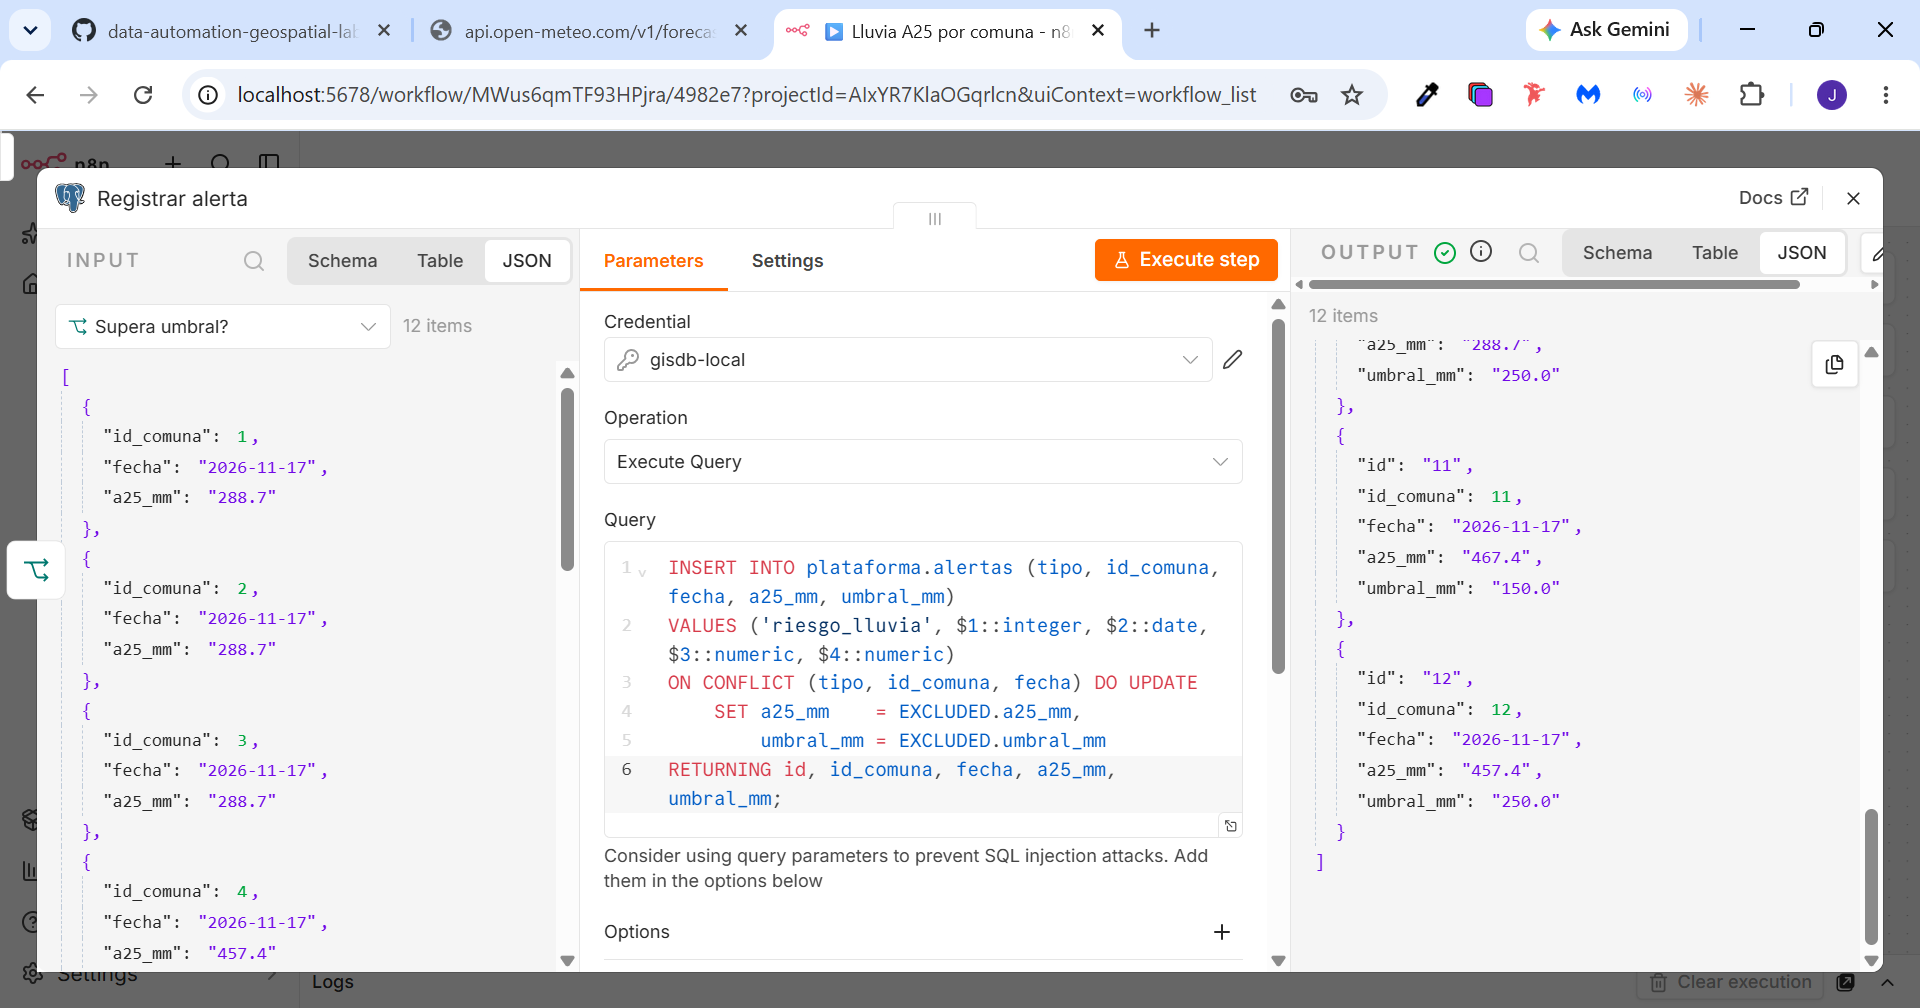 data-automation-geospatial-lab
api.open-meteo.com/v1/foreca
Lluvia A25 por comuna - n8n
Ask Gemini
localhost:5678/workflow/MWus6qmTF93HPjra/4982e7?projectId=AIxYR7KlaOGqrIcn&uiContext=workflow_list
J
n8n
Registrar alerta
Docs
INPUT
Schema
Table
JSON
Supera umbral?
12 items
[
{
"id_comuna": 1,
"fecha": "2026-11-17",
"a25_mm": "288.7"
},
{
"id_comuna": 2,
"fecha": "2026-11-17",
"a25_mm": "288.7"
},
{
"id_comuna": 3,
"fecha": "2026-11-17",
"a25_mm": "288.7"
},
{
"id_comuna": 4,
"fecha": "2026-11-17",
"a25_mm": "457.4"
Parameters
Settings
Execute step
Credential
gisdb-local
Operation
Execute Query
Query
1 INSERT INTO plataforma.alertas (tipo, id_comuna,
fecha, a25_mm, umbral_mm)
2 VALUES ('riesgo_lluvia', $1::integer, $2::date,
$3::numeric, $4::numeric)
3 ON CONFLICT (tipo, id_comuna, fecha) DO UPDATE
4 SET a25_mm = EXCLUDED.a25_mm,
5 umbral_mm = EXCLUDED.umbral_mm
6 RETURNING id, id_comuna, fecha, a25_mm,
umbral_mm;
Consider using query parameters to prevent SQL injection attacks. Add
them in the options below
Options
OUTPUT
Schema
Table
JSON
12 items
"a25_mm": "288.7",
"umbral_mm": "250.0"
},
{
"id": "11",
"id_comuna": 11,
"fecha": "2026-11-17",
"a25_mm": "467.4",
"umbral_mm": "150.0"
},
{
"id": "12",
"id_comuna": 12,
"fecha": "2026-11-17",
"a25_mm": "457.4",
"umbral_mm": "250.0"
}
]
Settings
Logs
Clear execution